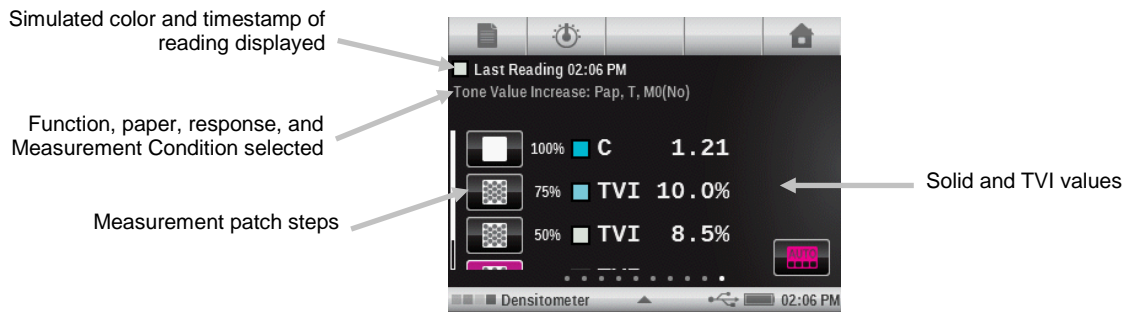 Simulated color and timestamp of
reading displayed
Function, paper, response, and
Measurement Condition selected
Measurement patch steps
Last Reading 02:06 PM
Tone Value Increase: Pap, T, M0(No)
100% C 1.21
75% TVI 10.0%
50% TVI 8.5%
AUTO
Densitometer
02:06 PM
Solid and TVI values